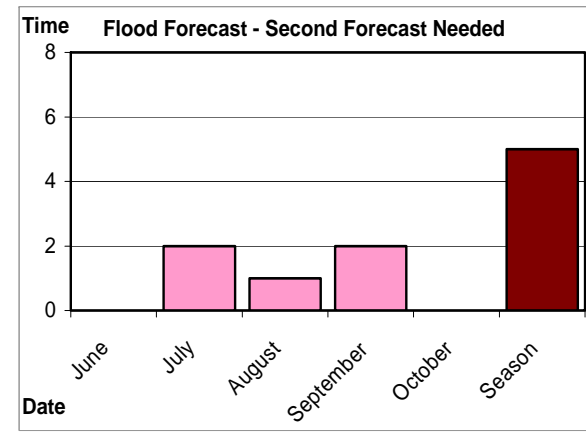 Time
Flood Forecast - Second Forecast Needed
8
6
4
2
0
June
July
August
September
October
Season
Date